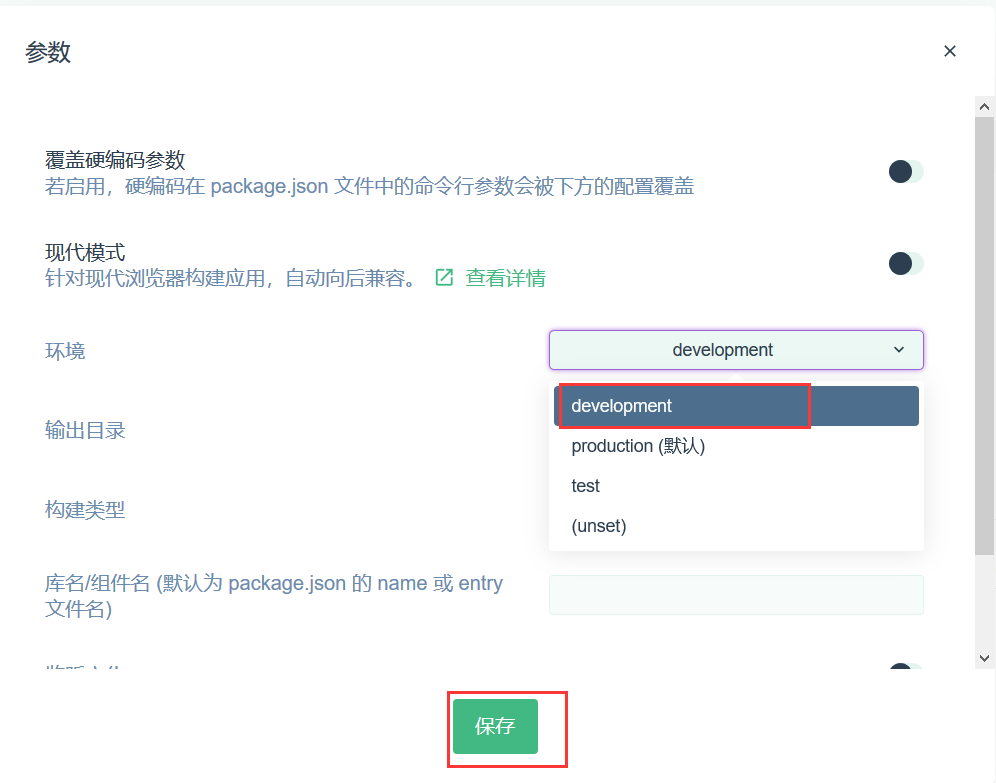 参数
覆盖硬编码参数
若启用，硬编码在 package.json 文件中的命令行参数会被下方的配置覆盖
现代模式
针对现代浏览器构建应用，自动向后兼容。 查看详情
环境
development
development
输出目录
production (默认)
test
构建类型
(unset)
库名/组件名 (默认为 package.json 的 name 或 entry
文件名)
保存